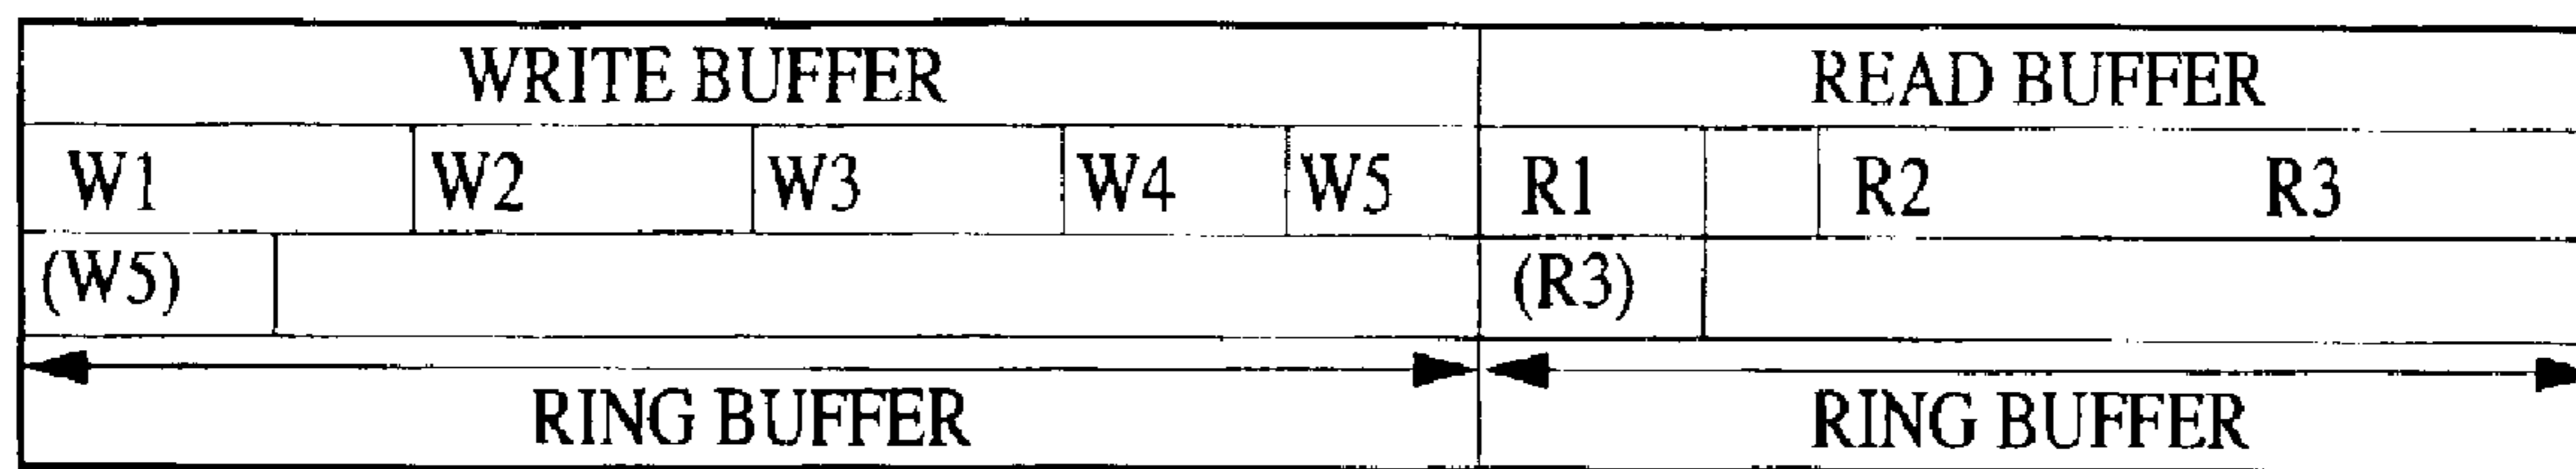 WRITE BUFFER READ BUFFER
W1 W2 W3 W4 W5 R1 R2 R3
(W5) (R3)
RING BUFFER RING BUFFER